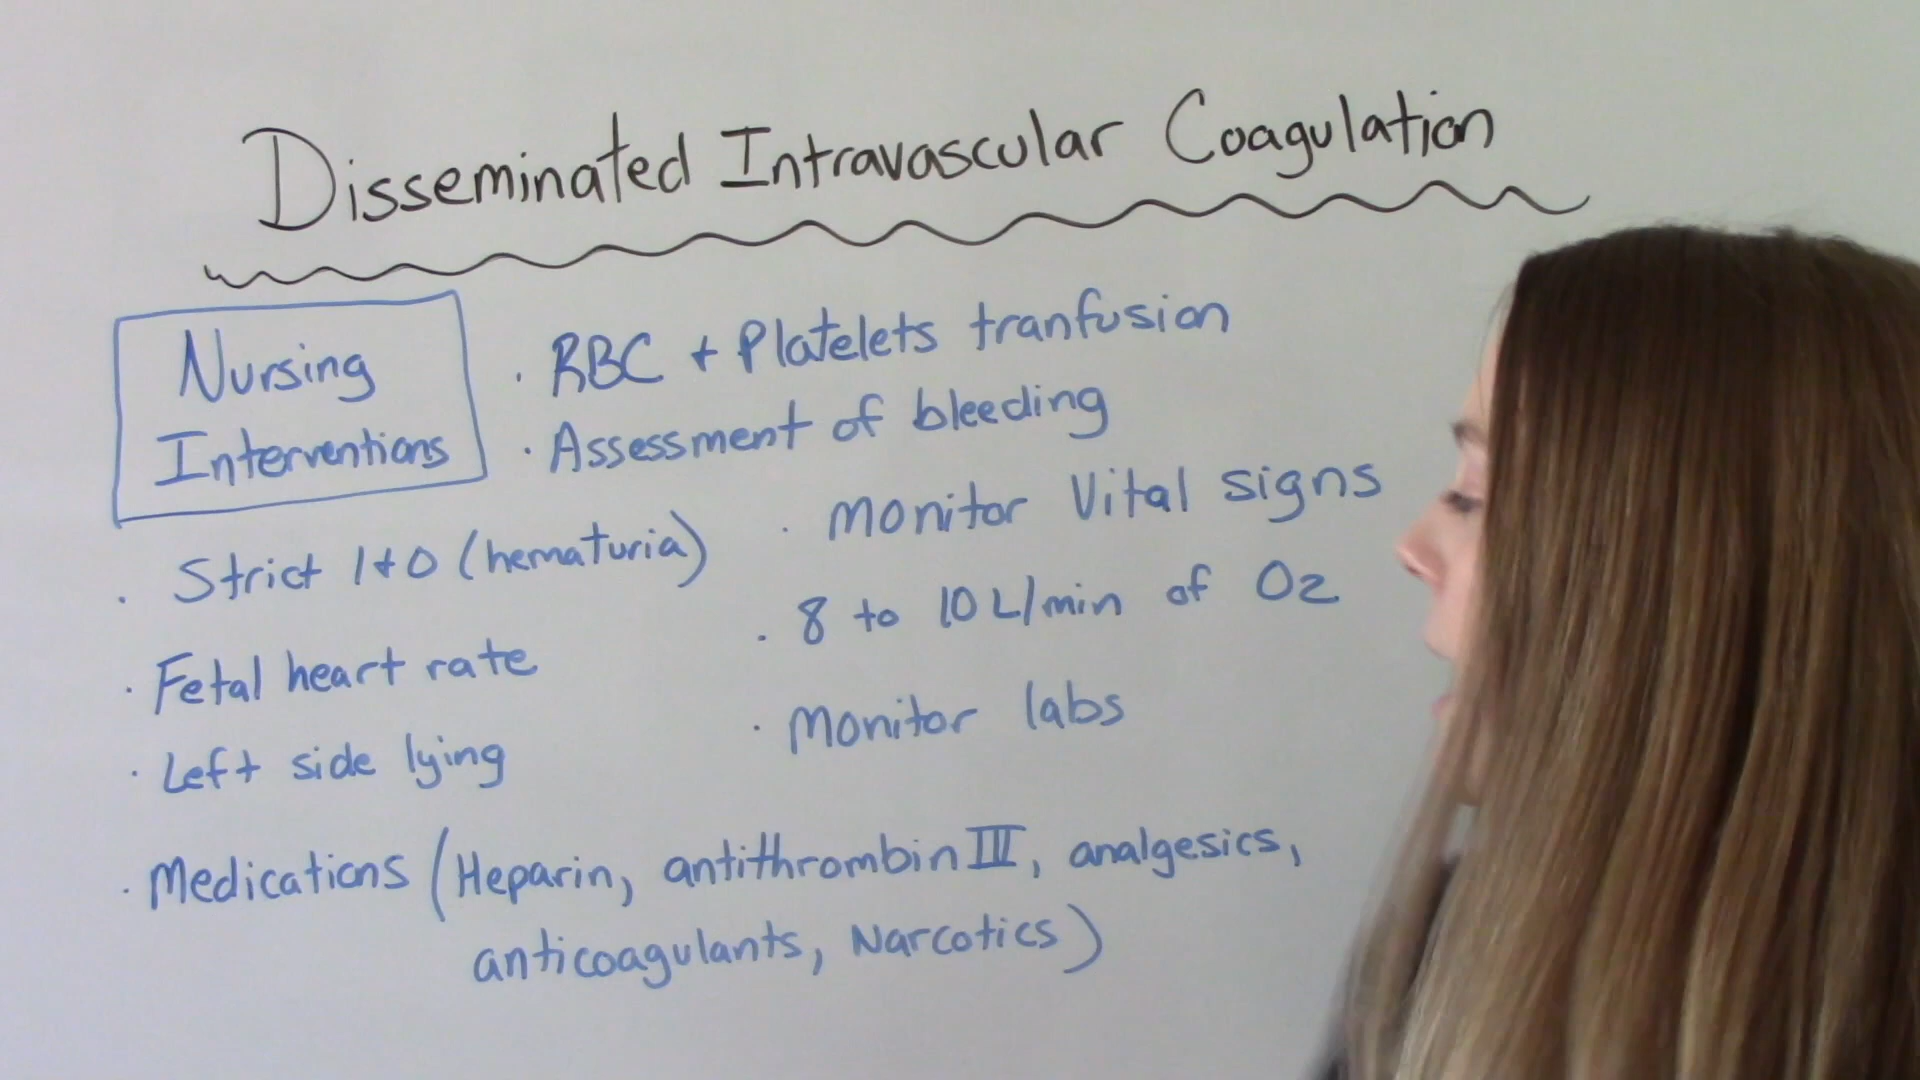 Disseminated Intravascular Coagulation
Nursing
Interventions
· RBC + Platelets tranfusion
· Assessment of bleeding
· Monitor Vital signs
· 8 to 10 L/min of O2
· Monitor labs
· Strict I+O (hematuria)
· Fetal heart rate
· Left side lying
· Medications (Heparin, antithrombin III, analgesics,
anticoagulants, Narcotics)